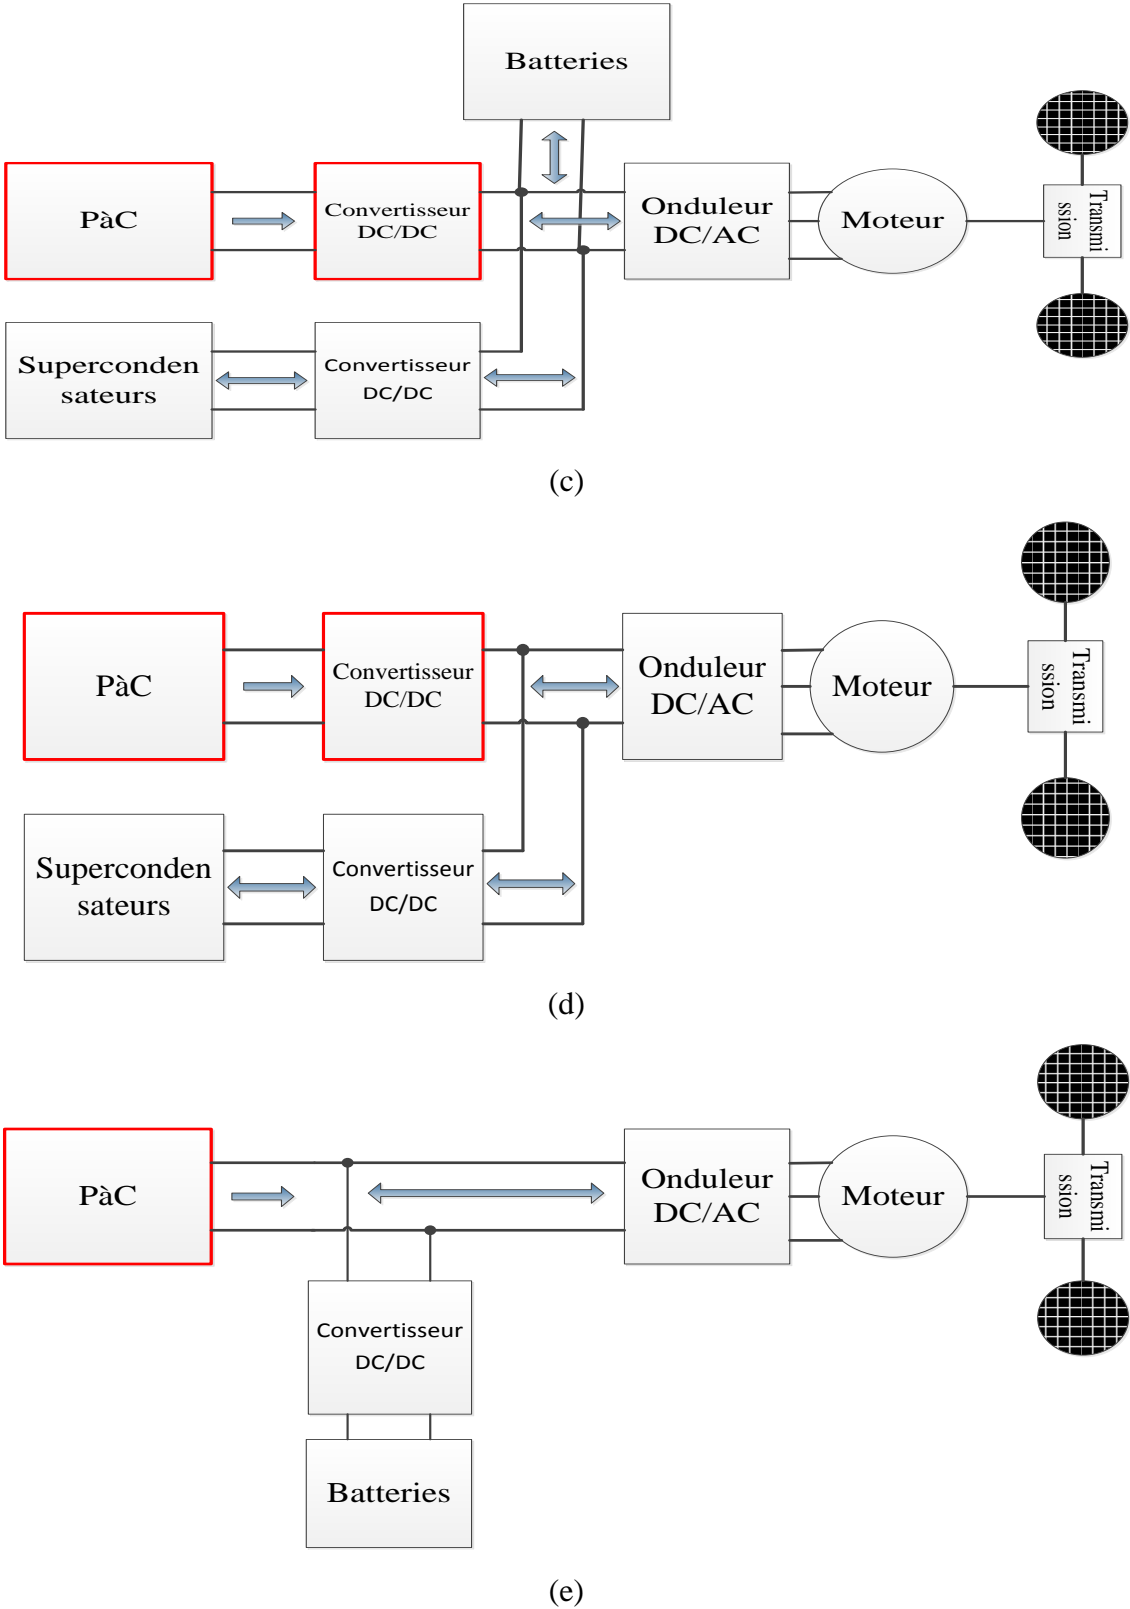 Batteries
PàC
Convertisseur
DC/DC
Onduleur
DC/AC
Moteur
Transmi
ssion
Superconden
sateurs
Convertisseur
DC/DC
(c)
PàC
Convertisseur
DC/DC
Onduleur
DC/AC
Moteur
Transmi
ssion
Superconden
sateurs
Convertisseur
DC/DC
(d)
PàC
Onduleur
DC/AC
Moteur
Transmi
ssion
Convertisseur
DC/DC
Batteries
(e)